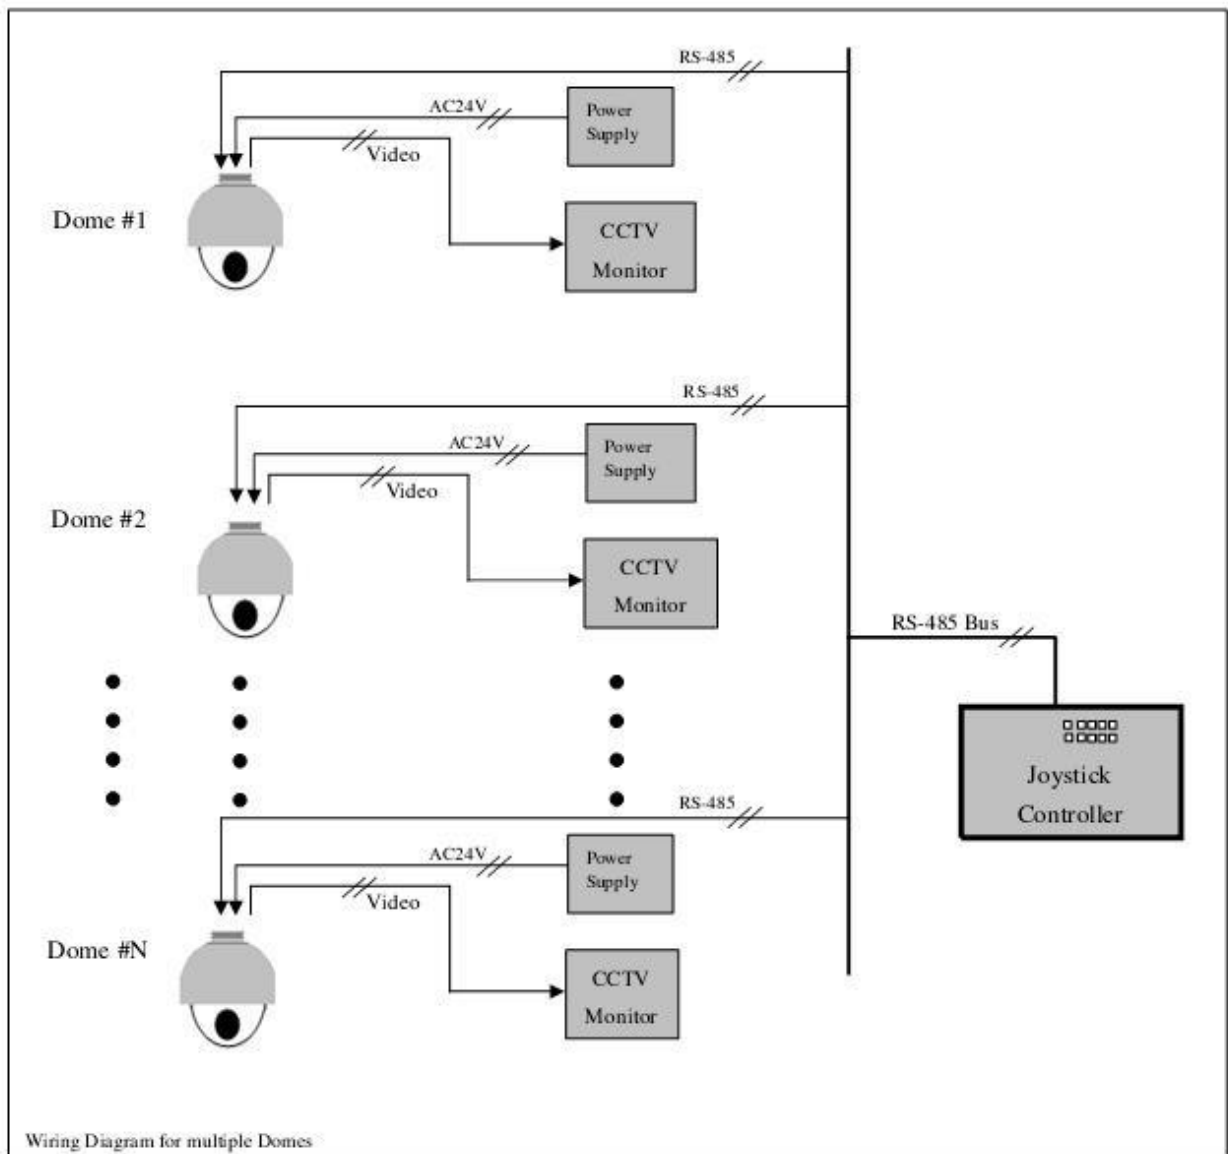 RS-485
AC24V
Power
Supply
Video
Dome #1
CCTV
Monitor
RS-485
AC24V
Power
Supply
Video
Dome #2
CCTV
Monitor
RS-485 Bus
Joystick
Controller
RS-485
AC24V
Power
Supply
Video
Dome #N
CCTV
Monitor
Wiring Diagram for multiple Domes